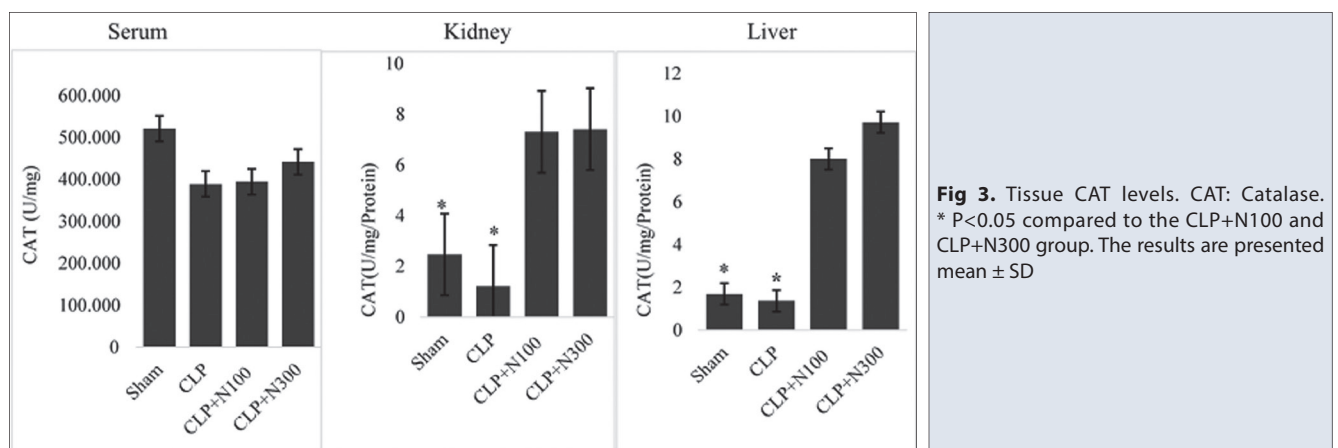 Serum
CAT (U/mg)
600.000
500.000
400.000
300.000
200.000
100.000
0
Sham
CLP
CLP+N100
CLP+N300
Kidney
CAT(U/mg/Protein)
10
8
6
4
2
0
*
*
Sham
CLP
CLP+N100
CLP+N300
Liver
CAT(U/mg/Protein)
12
10
8
6
4
2
0
*
*
Sham
CLP
CLP+N100
CLP+N300
Fig 3. Tissue CAT levels. CAT: Catalase.
* P<0.05 compared to the CLP+N100 and
CLP+N300 group. The results are presented
mean ± SD